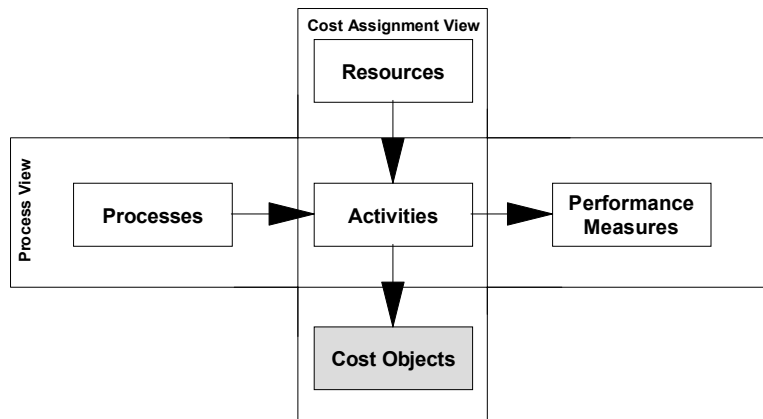 Cost Assignment View
Resources
Process View
Processes
Activities
Performance
Measures
Cost Objects